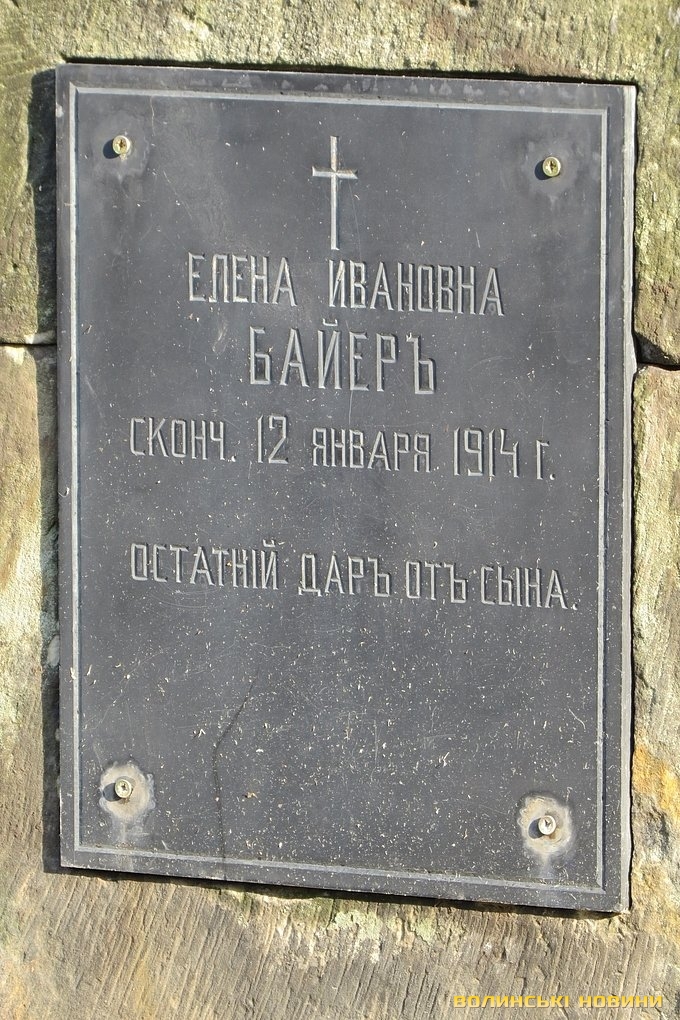 ЕЛЕНА ИВАНОВНА
БАЙЕРЪ
СКОНЧ. 12 ЯНВАРЯ 1914 Г.
ОСТАТНІЙ ДАРЪ ОТЪ СЫНА.
ВОЛИНСЬКІ НОВИНИ